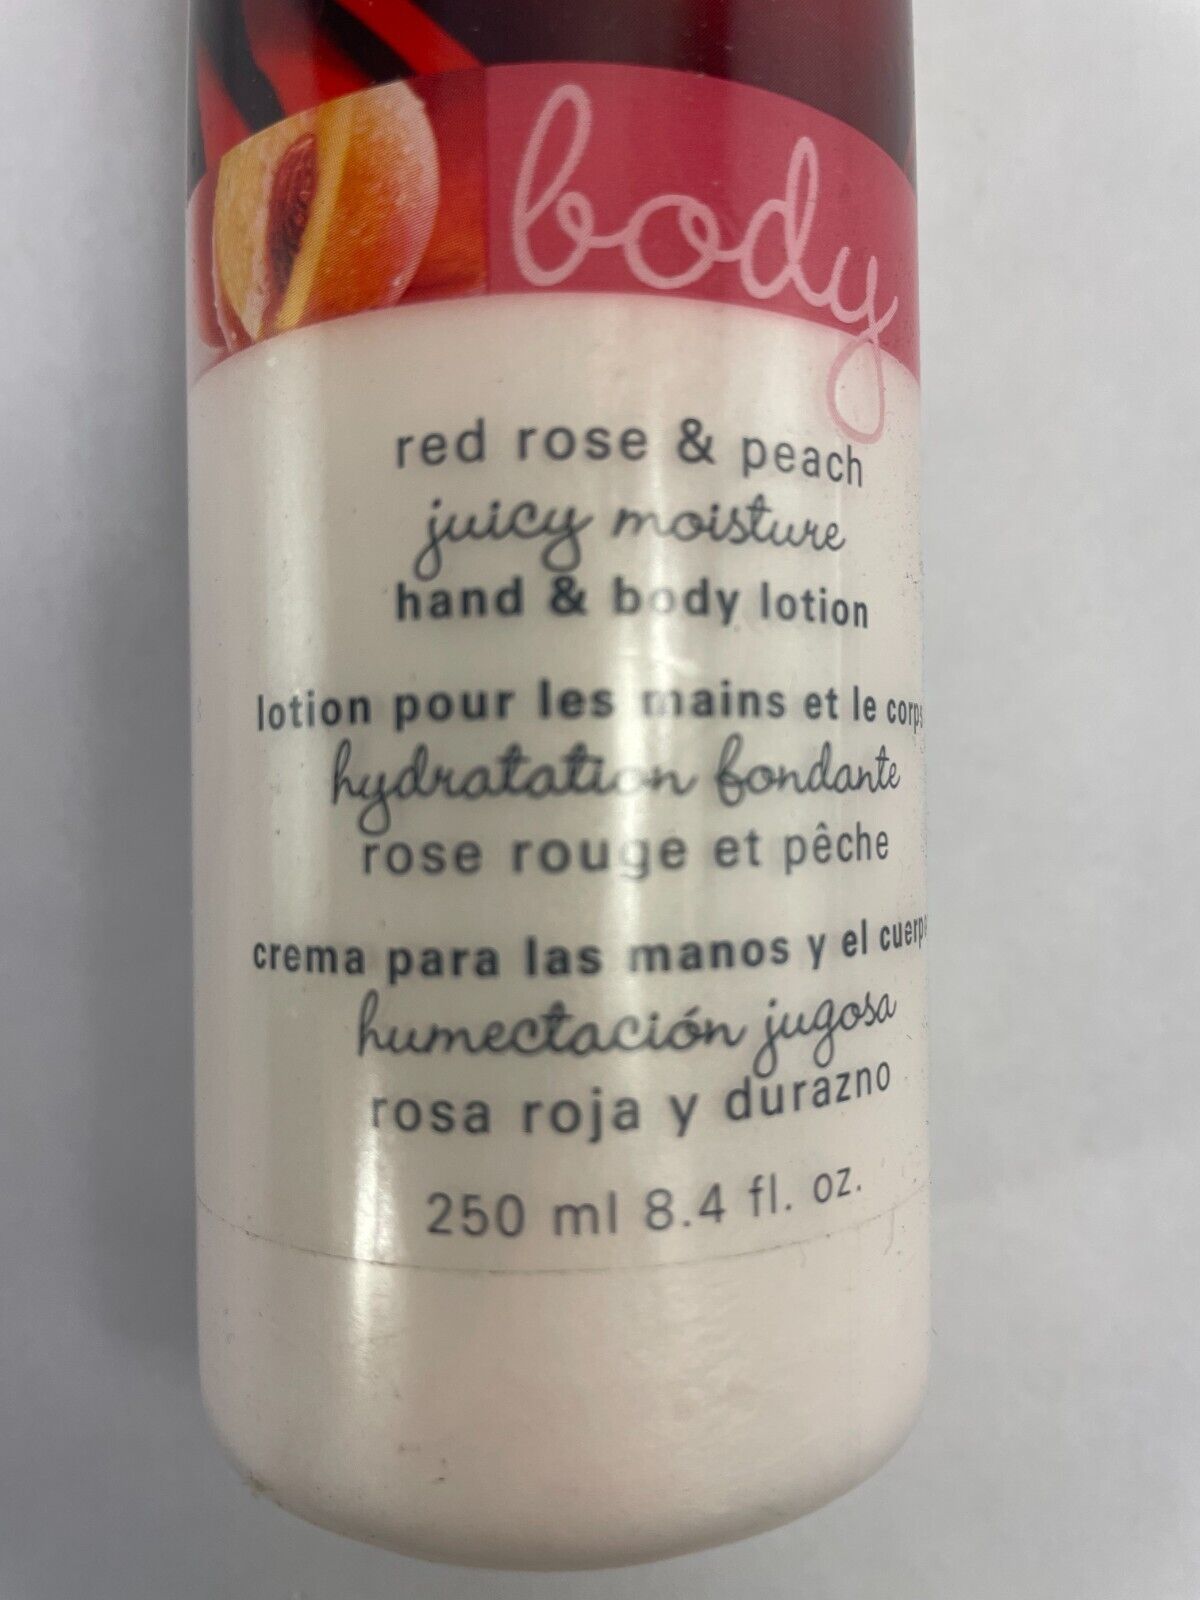 body
red rose & peach
juicy moisture
hand & body lotion
lotion pour les mains et le corps
hydratation fondante
rose rouge et pêche
crema para las manos y el cuerpo
humectación jugosa
rosa roja y durazno
250 ml 8.4 fl. oz.